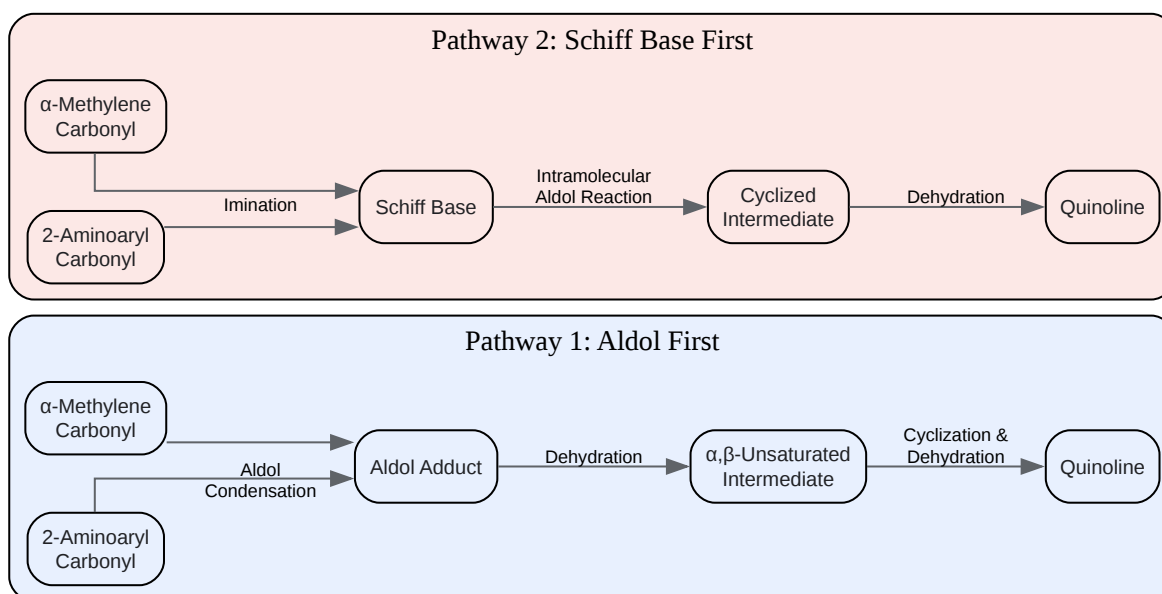 Pathway 2: Schiff Base First
α-Methylene
Carbonyl
2-Aminoaryl
Carbonyl
Imination
Schiff Base
Intramolecular
Aldol Reaction
Cyclized
Intermediate
Dehydration
Quinoline
Pathway 1: Aldol First
α-Methylene
Carbonyl
2-Aminoaryl
Carbonyl
Aldol
Condensation
Aldol Adduct
Dehydration
α,β-Unsaturated
Intermediate
Cyclization &
Dehydration
Quinoline